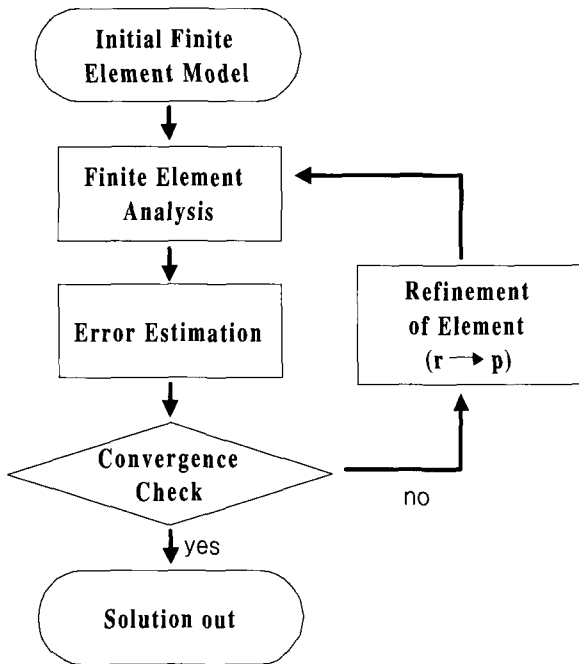 Initial Finite
Element Model
Finite Element
Analysis
Error Estimation
Refinement
of Element
(r → p)
Convergence
Check
no
yes
Solution out